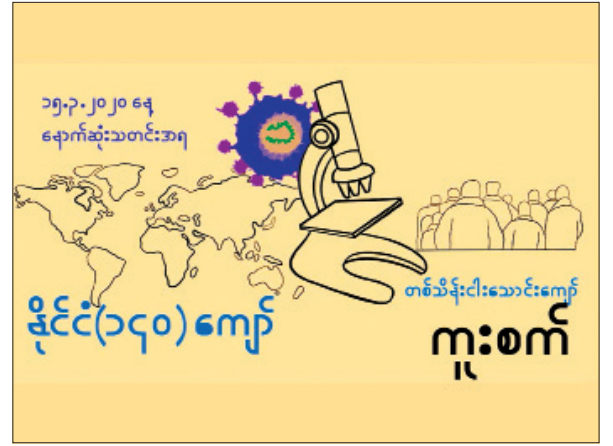 ၁၅.၃.၂၀၂၀ နေ့
နောက်ဆုံးသတင်းအရ
နိုင်ငံ(၁၄၀) ကျော်
တစ်သိန်းငါးသောင်းကျော်
ကူးစက်